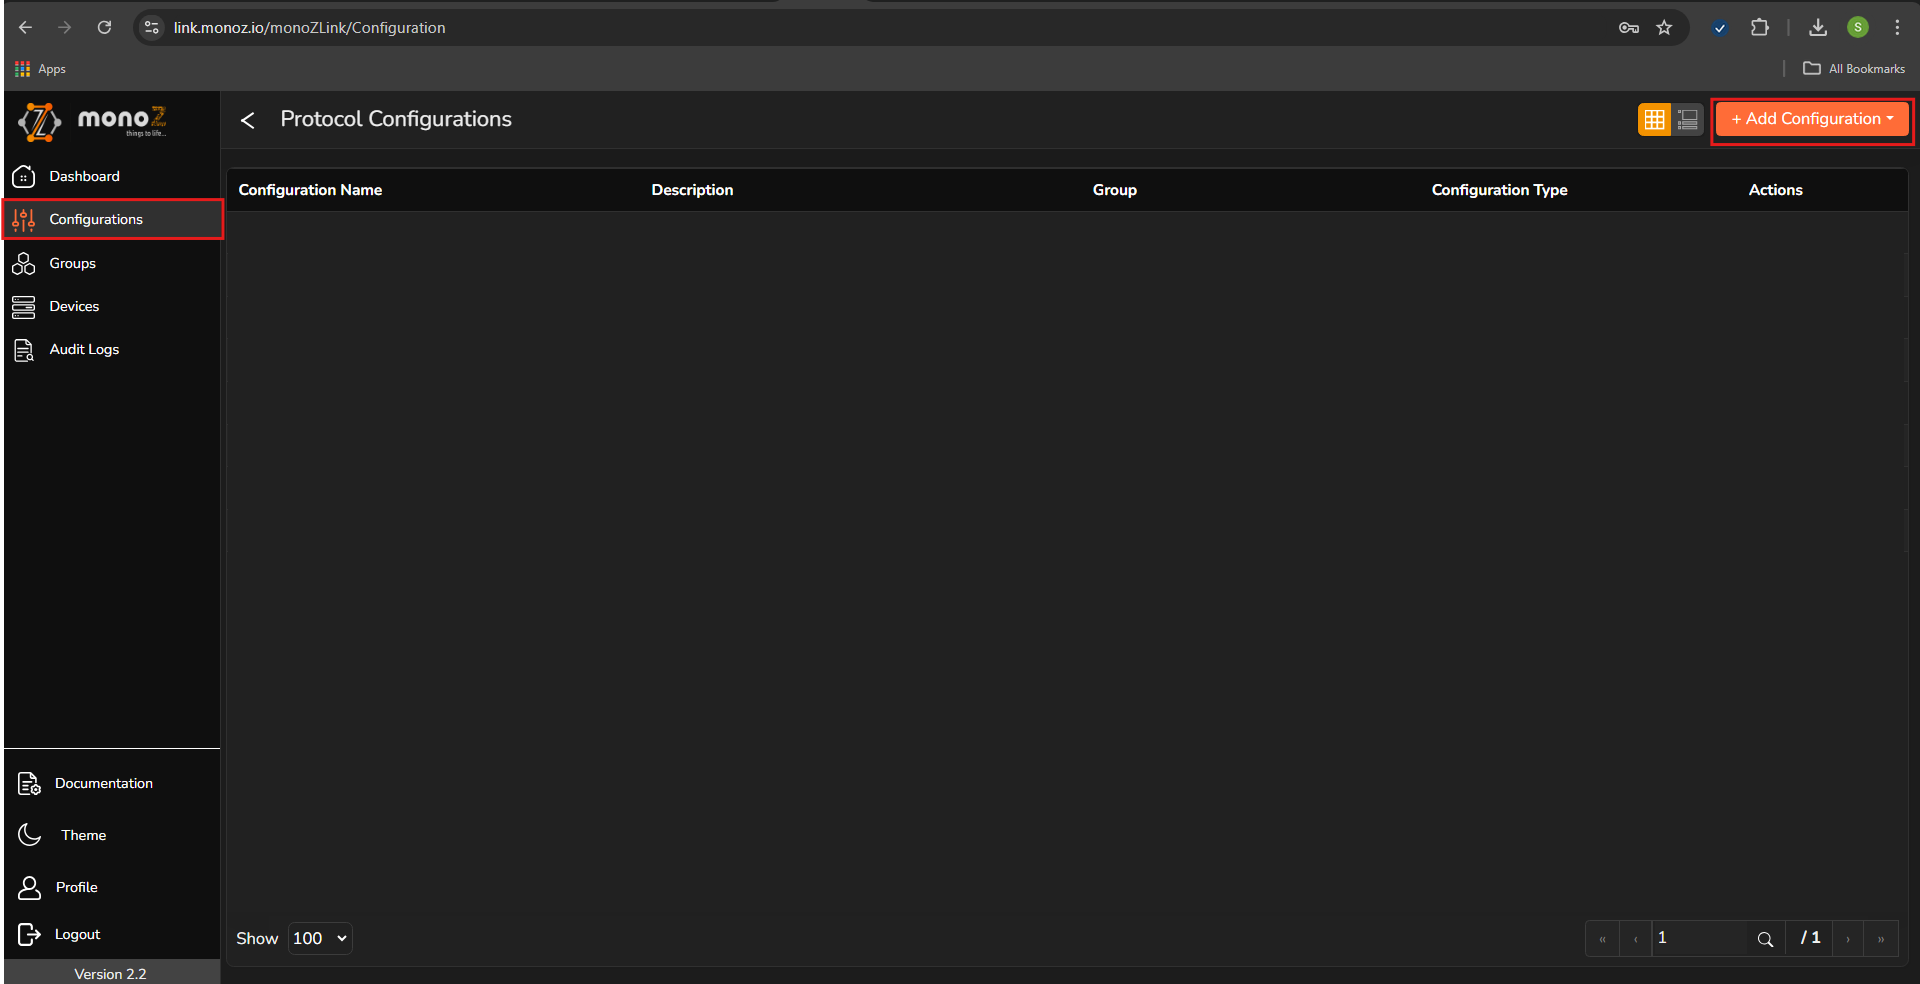 link.monoz.io/monoZLink/Configuration
S
Apps
All Bookmarks
monoZ
things to life...
Protocol Configurations
+ Add Configuration
Dashboard
Configurations
Groups
Devices
Audit Logs
Configuration Name Description Group Configuration Type Actions
Documentation
Theme
Profile
Logout
Version 2.2
Show 100
« ‹ 1 / 1 › »